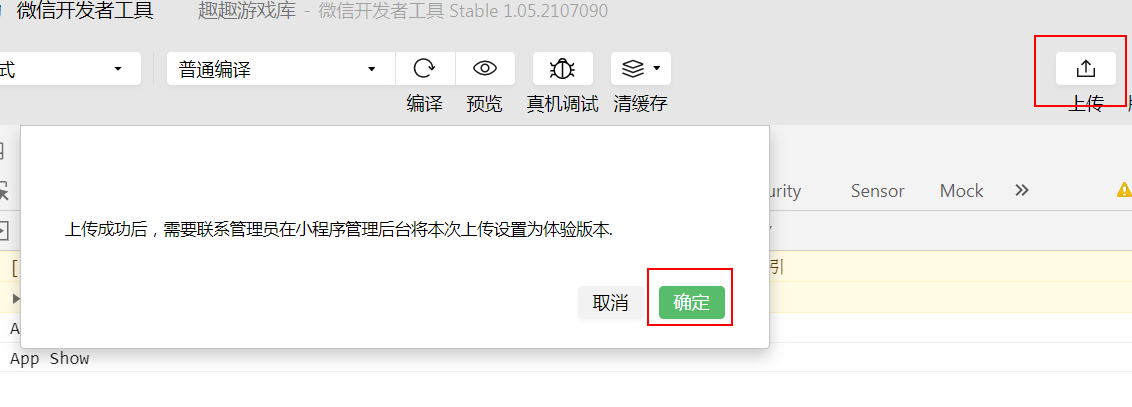 微信开发者工具 趣趣游戏库 - 微信开发者工具 Stable 1.05.2107090
式 普通编译
编译 预览 真机调试 清缓存 上传
urity Sensor Mock
上传成功后，需要联系管理员在小程序管理后台将本次上传设置为体验版本.
[ 引
取消 确定
A
App Show